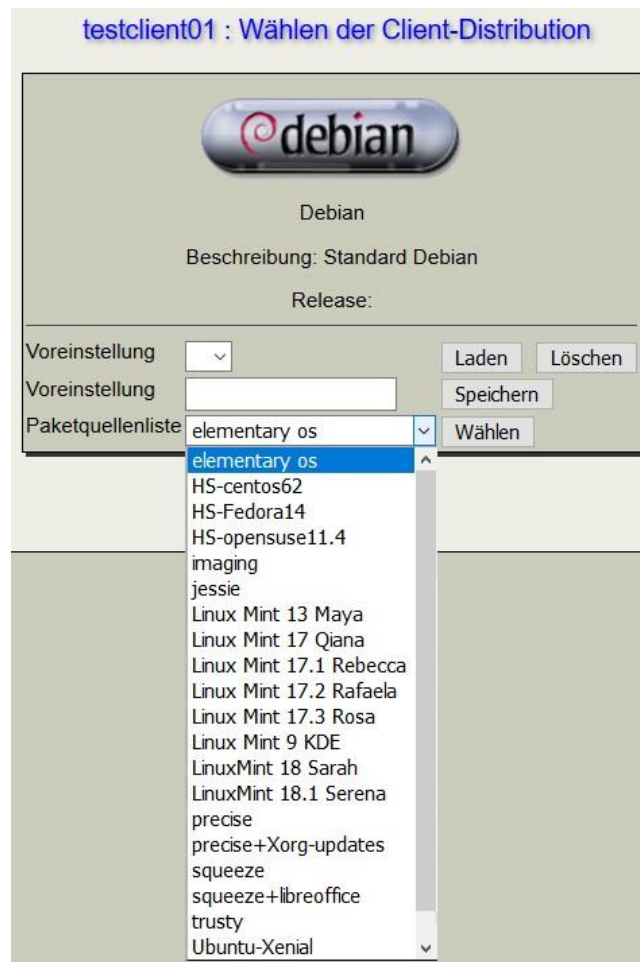 testclient01 : Wählen der Client-Distribution
debian
Debian
Beschreibung: Standard Debian
Release:
Voreinstellung Laden Löschen
Voreinstellung Speichern
Paketquellenliste elementary os Wählen
elementary os
HS-centos62
HS-Fedora14
HS-opensuse11.4
imaging
jessie
Linux Mint 13 Maya
Linux Mint 17 Qiana
Linux Mint 17.1 Rebecca
Linux Mint 17.2 Rafaela
Linux Mint 17.3 Rosa
Linux Mint 9 KDE
LinuxMint 18 Sarah
LinuxMint 18.1 Serena
precise
precise+Xorg-updates
squeeze
squeeze+libreoffice
trusty
Ubuntu-Xenial